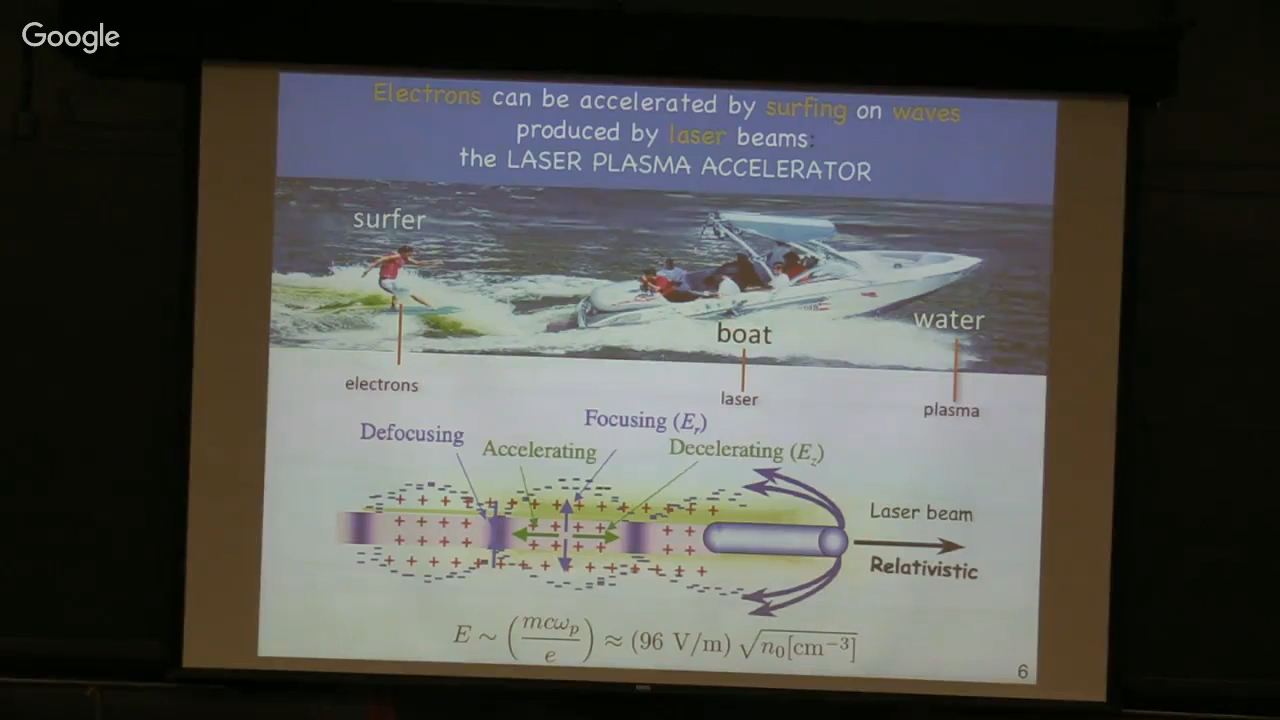 Google
Electrons can be accelerated by surfing on waves
produced by laser beams:
the LASER PLASMA ACCELERATOR
surfer
boat
water
electrons
laser
plasma
Focusing (E_r)
Defocusing
Accelerating
Decelerating (E_z)
Laser beam
Relativistic
E ~ (mcω_p / e) ≈ (96 V/m) √n₀[cm⁻³]
6